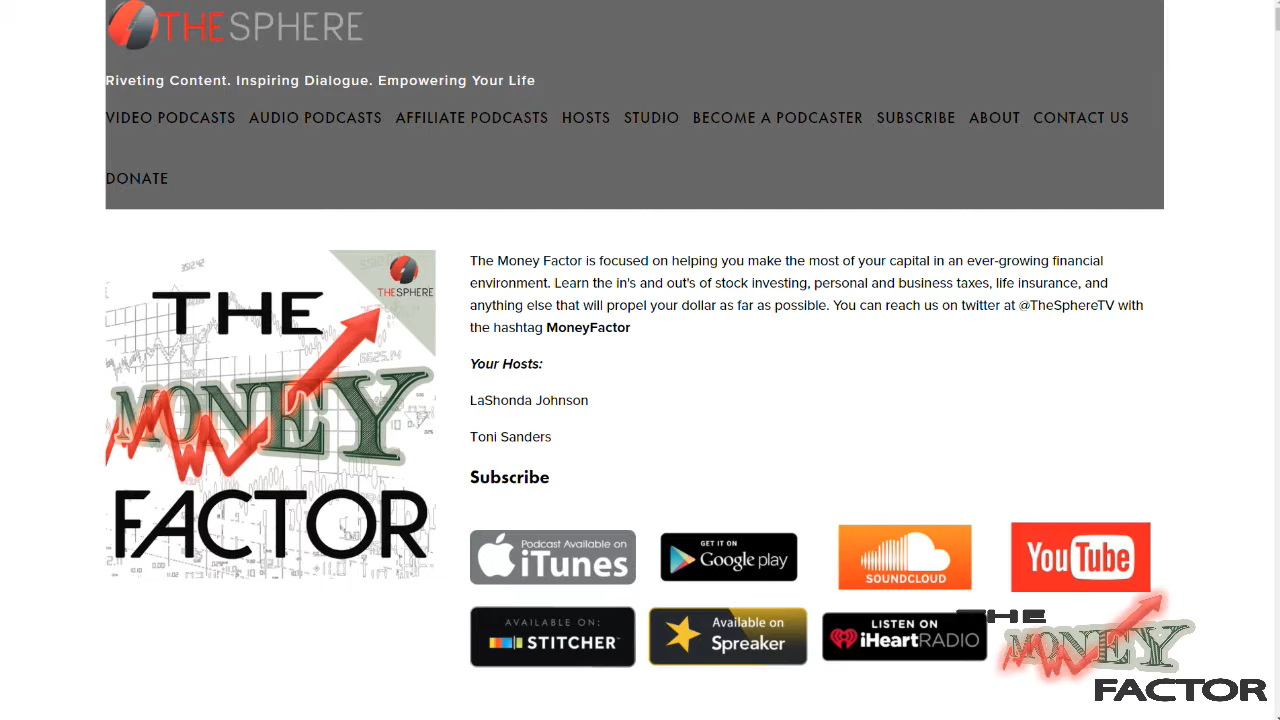 THESPHERE
Riveting Content. Inspiring Dialogue. Empowering Your Life
VIDEO PODCASTS AUDIO PODCASTS AFFILIATE PODCASTS HOSTS STUDIO BECOME A PODCASTER SUBSCRIBE ABOUT CONTACT US
DONATE
THESPHERE
THE
MONEY
FACTOR
The Money Factor is focused on helping you make the most of your capital in an ever-growing financial
environment. Learn the in's and out's of stock investing, personal and business taxes, life insurance, and
anything else that will propel your dollar as far as possible. You can reach us on twitter at @TheSphereTV with
the hashtag MoneyFactor
Your Hosts:
LaShonda Johnson
Toni Sanders
Subscribe
Podcast Available on
iTunes
GET IT ON
Google play
SOUNDCLOUD
YouTube
AVAILABLE ON:
STITCHER
Available on
Spreaker
LISTEN ON
iHeartRADIO
THE
MONEY
FACTOR